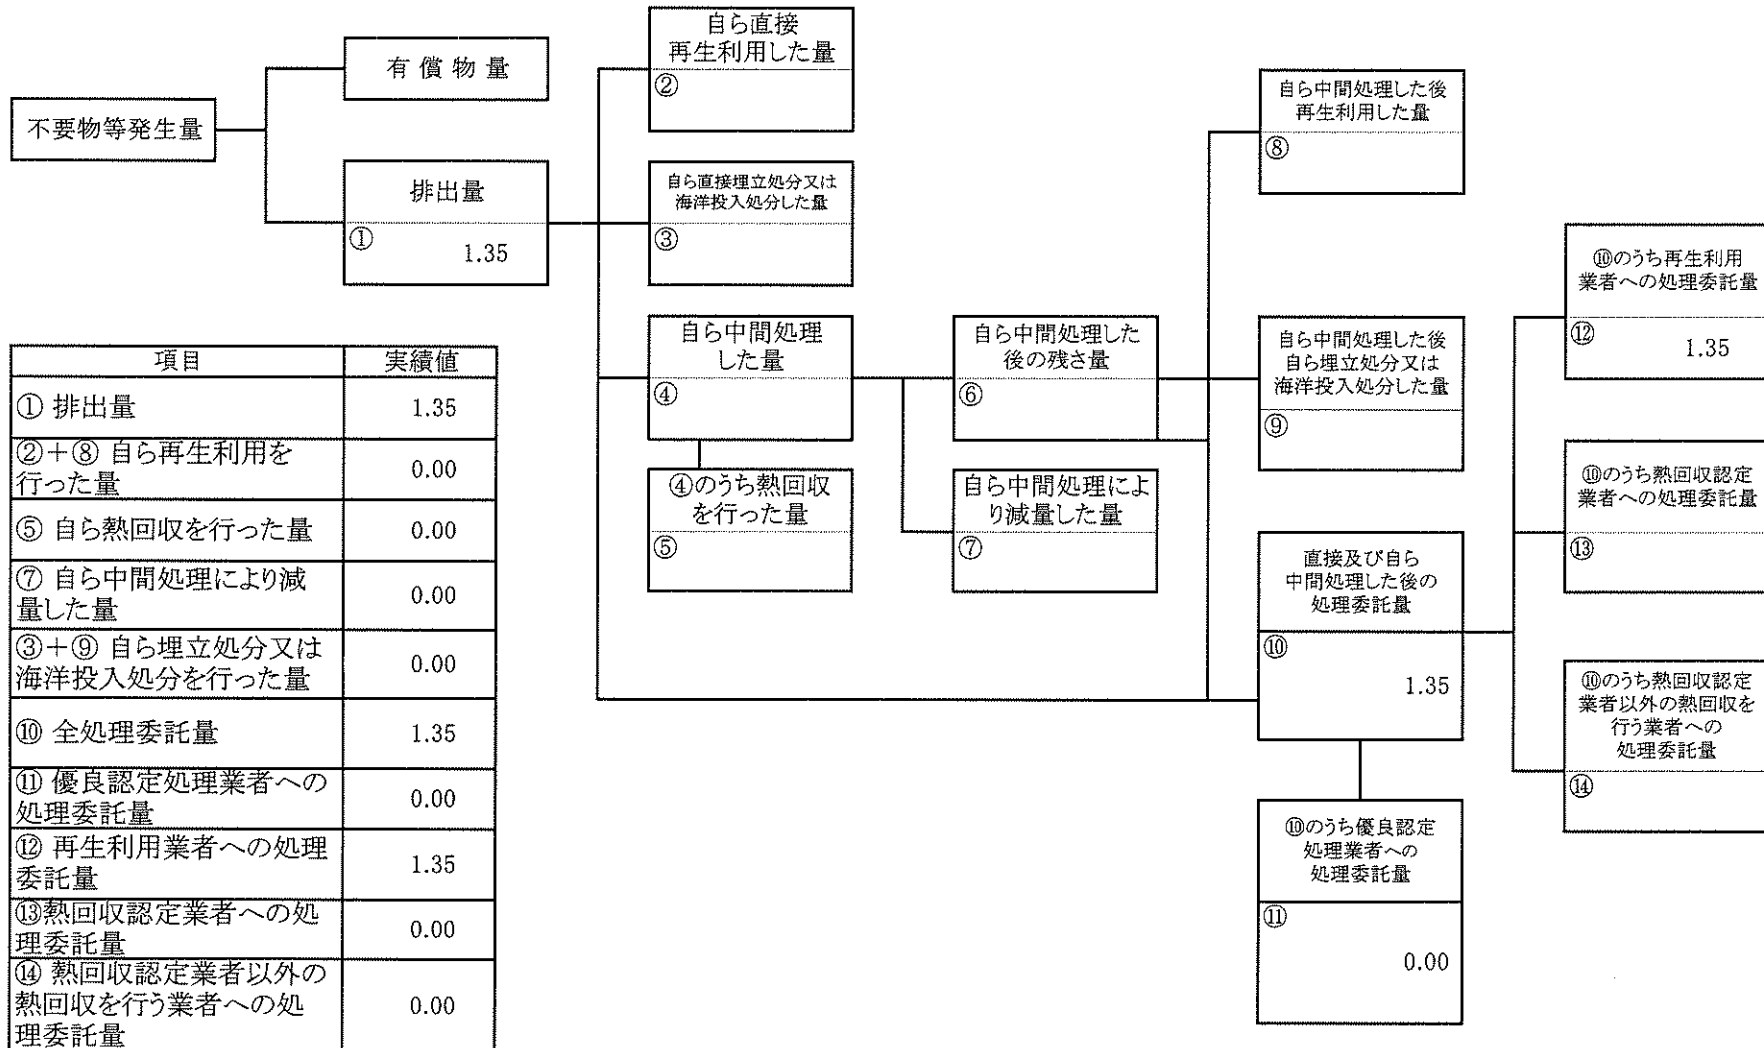 不要物等発生量
有償物量
排出量
①
1.35
自ら直接
再生利用した量
②
自ら直接埋立処分又は
海洋投入処分した量
③
自ら中間処理
した量
④
④のうち熱回収
を行った量
⑤
自ら中間処理した
後の残さ量
⑥
自ら中間処理によ
り減量した量
⑦
自ら中間処理した後
再生利用した量
⑧
自ら中間処理した後
自ら埋立処分又は
海洋投入処分した量
⑨
直接及び自ら
中間処理した後の
処理委託量
⑩
1.35
⑩のうち優良認定
処理業者への
処理委託量
⑪
0.00
⑩のうち再生利用
業者への処理委託量
⑫
1.35
⑩のうち熱回収認定
業者への処理委託量
⑬
⑩のうち熱回収認定
業者以外の熱回収を
行う業者への
処理委託量
⑭
項目 実績値
① 排出量 1.35
②+⑧ 自ら再生利用を
行った量 0.00
⑤ 自ら熱回収を行った量 0.00
⑦ 自ら中間処理により減
量した量 0.00
③+⑨ 自ら埋立処分又は
海洋投入処分を行った量 0.00
⑩ 全処理委託量 1.35
⑪ 優良認定処理業者への
処理委託量 0.00
⑫ 再生利用業者への処理
委託量 1.35
⑬熱回収認定業者への処
理委託量 0.00
⑭ 熱回収認定業者以外の
熱回収を行う業者への処
理委託量 0.00